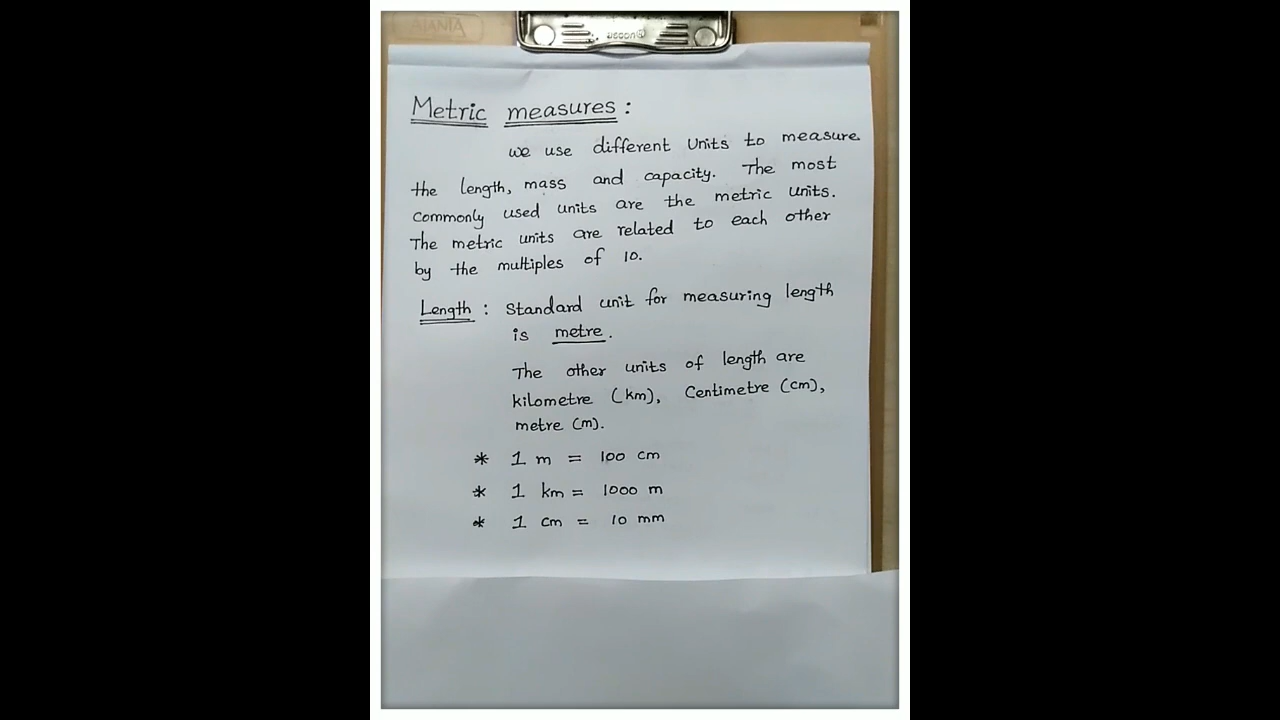 AJANTA
Metric measures :
we use different Units to measure
the length, mass and capacity. The most
commonly used units are the metric units.
The metric units are related to each other
by the multiples of 10.
Length : Standard unit for measuring length
is metre.
The other units of length are
kilometre (km), Centimetre (cm),
metre (m).
* 1 m = 100 cm
* 1 km = 1000 m
* 1 cm = 10 mm